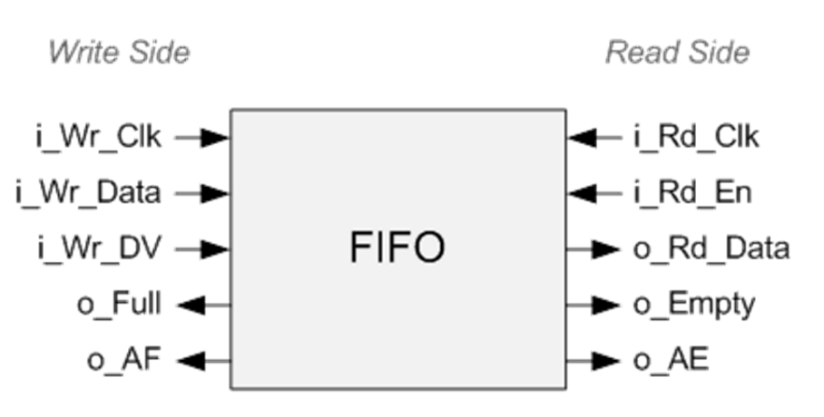 Write Side
Read Side
i_Wr_Clk
i_Wr_Data
i_Wr_DV
o_Full
o_AF
FIFO
i_Rd_Clk
i_Rd_En
o_Rd_Data
o_Empty
o_AE